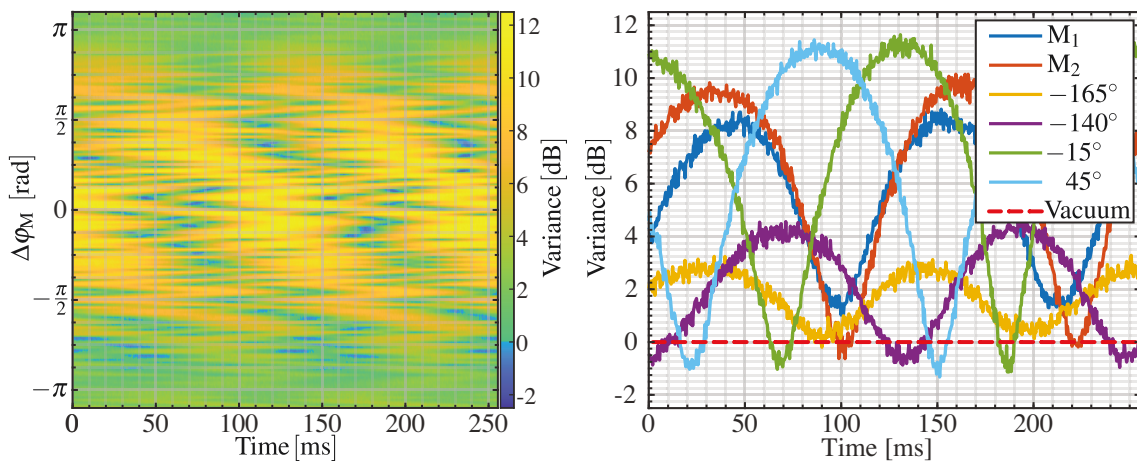 π
π/2
0
−π/2
−π
Δφ_M [rad]
0 50 100 150 200 250
Time [ms]
12
10
8
6
4
2
0
-2
Variance [dB]
12
10
8
6
4
2
0
-2
Variance [dB]
0 50 100 150 200
Time [ms]
M₁
M₂
−165°
−140°
−15°
45°
Vacuum